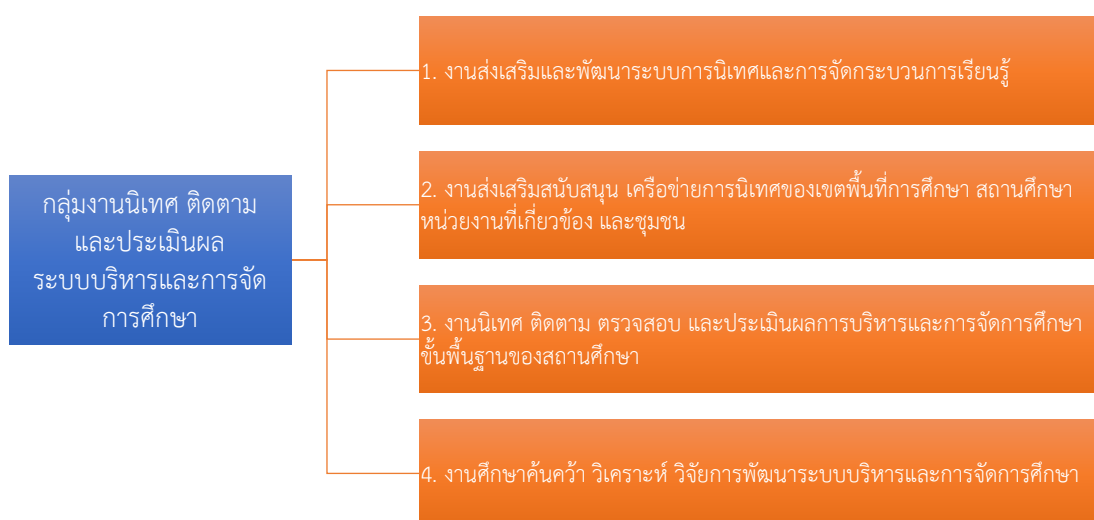 กลุ่มงานนิเทศ ติดตาม
และประเมินผล
ระบบบริหารและการจัด
การศึกษา
1. งานส่งเสริมและพัฒนาระบบการนิเทศและการจัดกระบวนการเรียนรู้
2. งานส่งเสริมสนับสนุน เครือข่ายการนิเทศของเขตพื้นที่การศึกษา สถานศึกษา
หน่วยงานที่เกี่ยวข้อง และชุมชน
3. งานนิเทศ ติดตาม ตรวจสอบ และประเมินผลการบริหารและการจัดการศึกษา
ขั้นพื้นฐานของสถานศึกษา
4. งานศึกษาค้นคว้า วิเคราะห์ วิจัยการพัฒนาระบบบริหารและการจัดการศึกษา